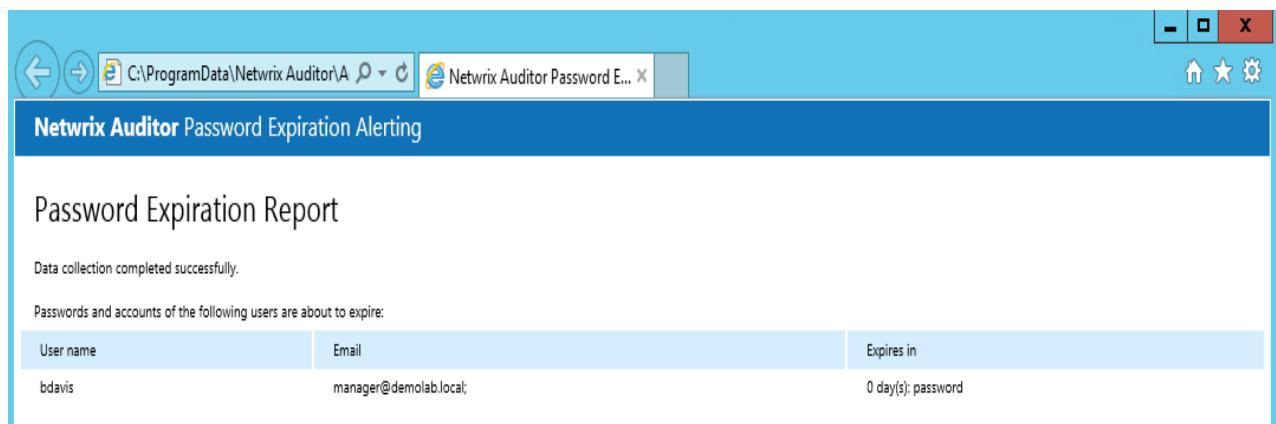 X
C:\ProgramData\Netwrix Auditor\A
Netwrix Auditor Password E...
Netwrix Auditor Password Expiration Alerting
Password Expiration Report
Data collection completed successfully.
Passwords and accounts of the following users are about to expire:
User name Email Expires in
bdavis manager@demolab.local; 0 day(s): password